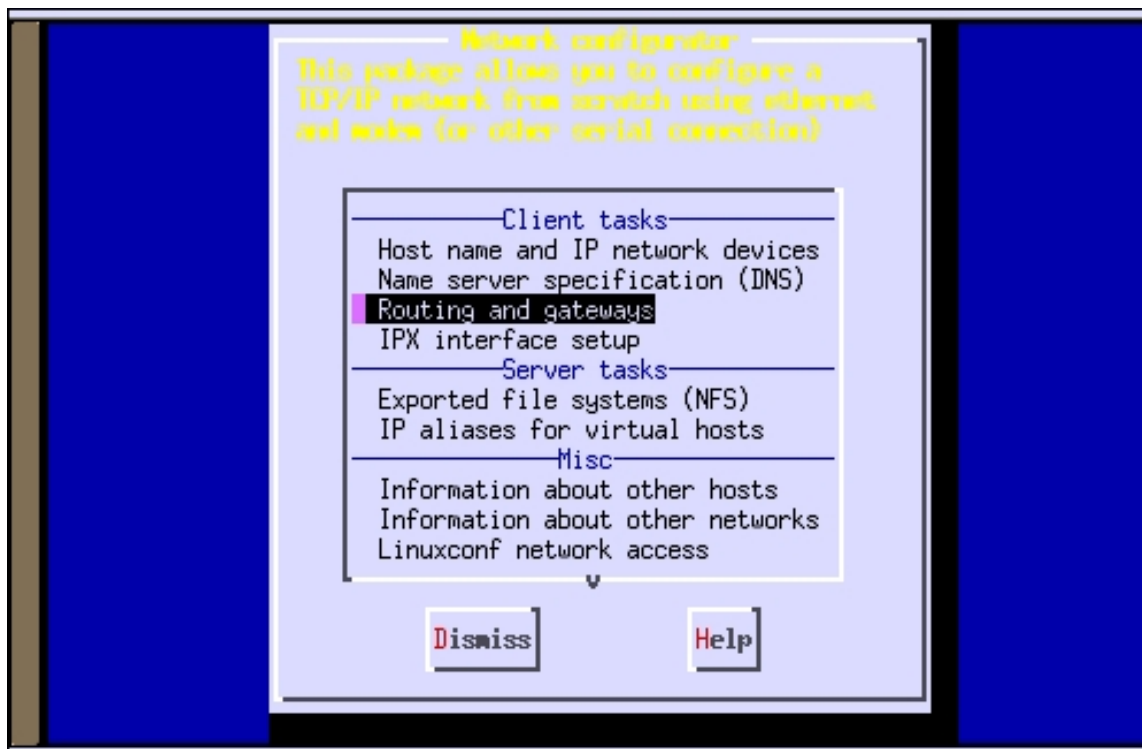 Network configurator
This package allows you to configure a
TCP/IP network from scratch using ethernet
and modem (or other serial connection)
Client tasks
Host name and IP network devices
Name server specification (DNS)
Routing and gateways
IPX interface setup
Server tasks
Exported file systems (NFS)
IP aliases for virtual hosts
Misc
Information about other hosts
Information about other networks
Linuxconf network access
v
Dismiss Help